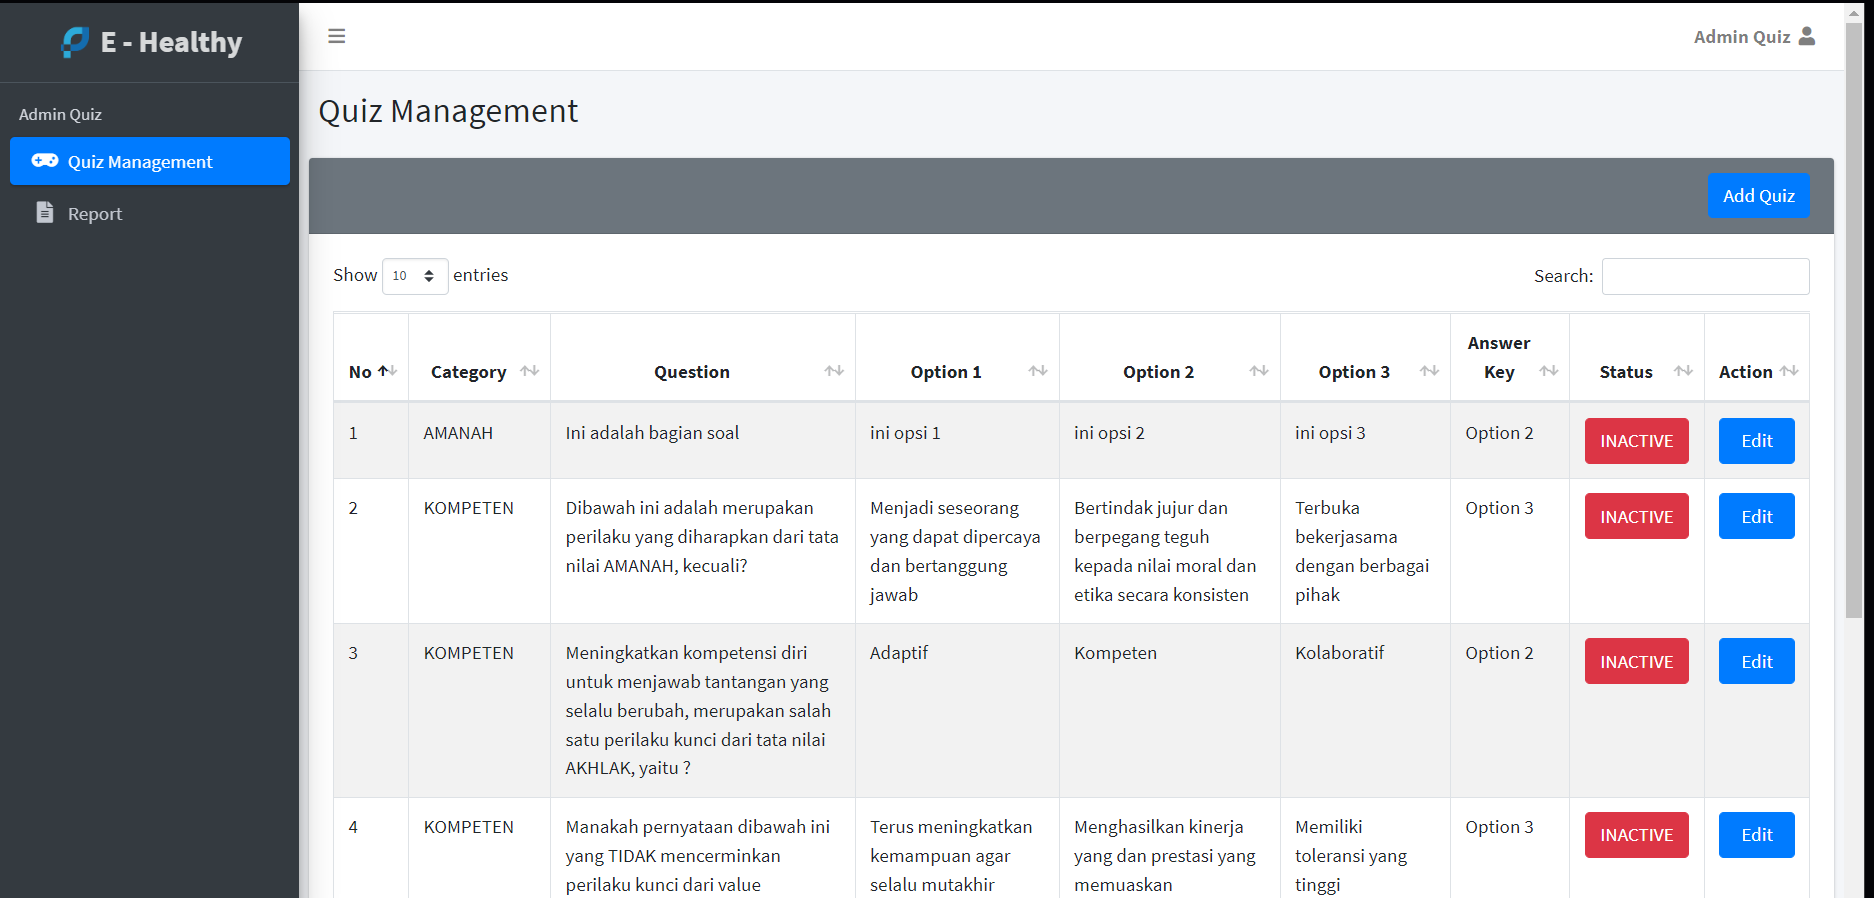 E - Healthy
Admin Quiz
Admin Quiz
Quiz Management
Report
Quiz Management
Add Quiz
Show 10 entries
Search:
No Category Question Option 1 Option 2 Option 3 Answer Key Status Action
1 AMANAH Ini adalah bagian soal ini opsi 1 ini opsi 2 ini opsi 3 Option 2 INACTIVE Edit
2 KOMPETEN Dibawah ini adalah merupakan Menjadi seseorang Bertindak jujur dan Terbuka Option 3 INACTIVE Edit
perilaku yang diharapkan dari tata yang dapat dipercaya berpegang teguh bekerjasama
nilai AMANAH, kecuali? dan bertanggung kepada nilai moral dan dengan berbagai
jawab etika secara konsisten pihak
3 KOMPETEN Meningkatkan kompetensi diri Adaptif Kompeten Kolaboratif Option 2 INACTIVE Edit
untuk menjawab tantangan yang
selalu berubah, merupakan salah
satu perilaku kunci dari tata nilai
AKHLAK, yaitu ?
4 KOMPETEN Manakah pernyataan dibawah ini Terus meningkatkan Menghasilkan kinerja Memiliki Option 3 INACTIVE Edit
yang TIDAK mencerminkan kemampuan agar yang dan prestasi yang toleransi yang
perilaku kunci dari value selalu mutakhir memuaskan tinggi